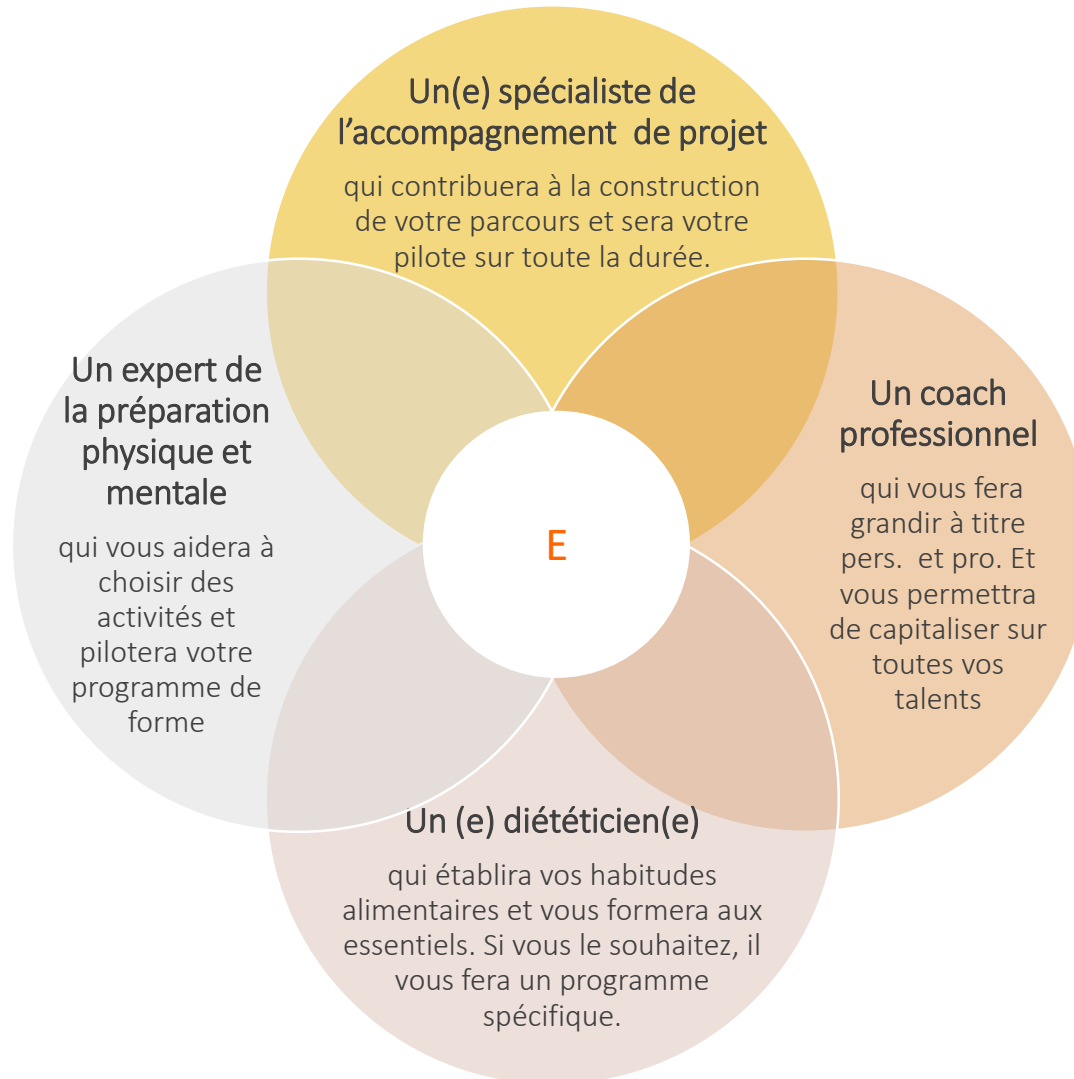 Un(e) spécialiste de
l’accompagnement  de projet
qui contribuera à la construction
de votre parcours et sera votre
pilote sur toute la durée.
Un expert de
la préparation
physique et
mentale
qui vous aidera à
choisir des
activités et
pilotera votre
programme de
forme
E
Un coach
professionnel
qui vous fera
grandir à titre
pers.  et pro. Et
vous permettra
de capitaliser sur
toutes vos
talents
Un (e) diététicien(e)
qui établira vos habitudes
alimentaires et vous formera aux
essentiels. Si vous le souhaitez, il
vous fera un programme
spécifique.